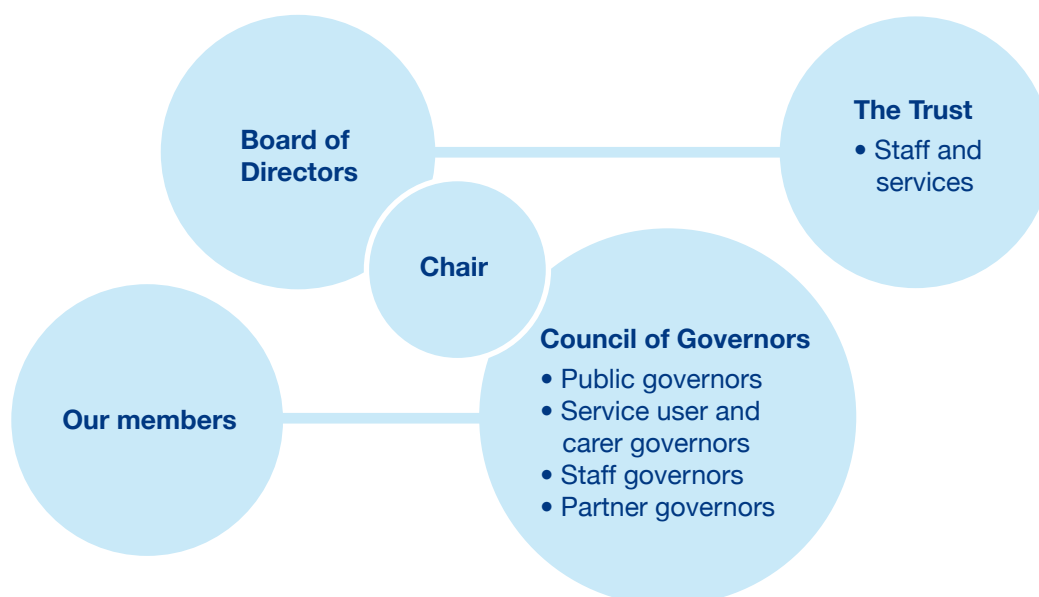 Board of
Directors
The Trust
• Staff and
services
Chair
Our members
Council of Governors
• Public governors
• Service user and
carer governors
• Staff governors
• Partner governors